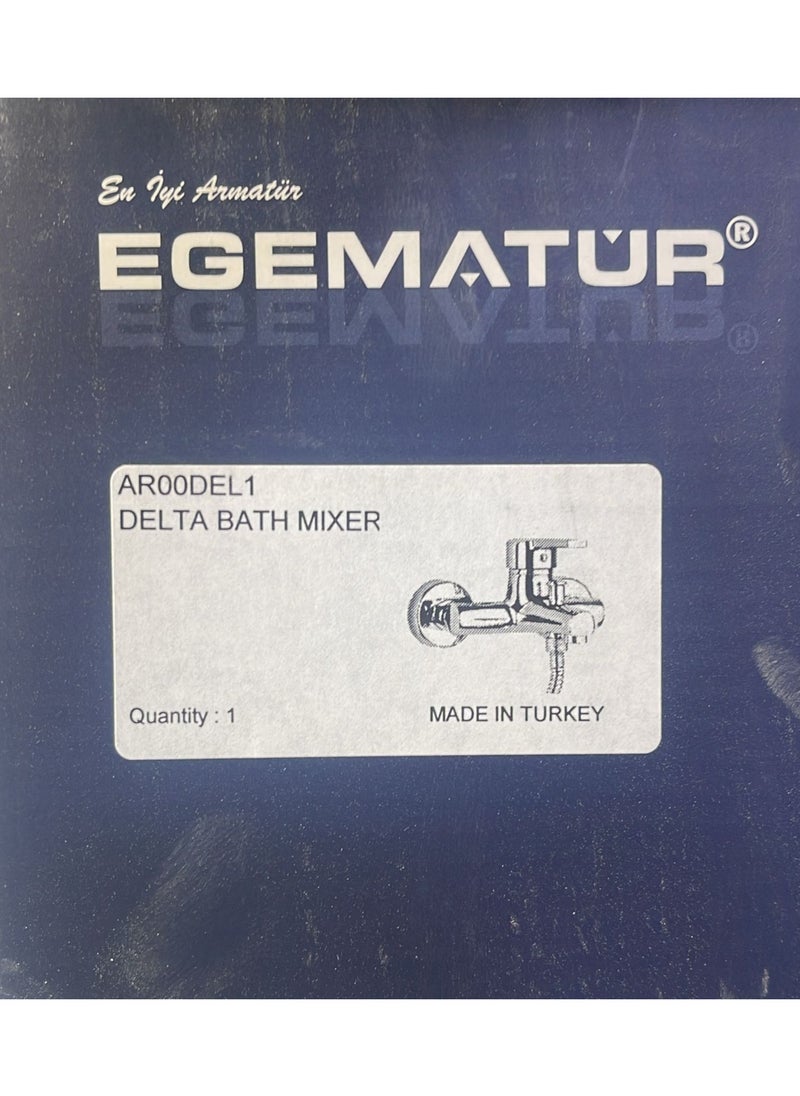 En İyi Armatür
EGEMATÜR®
AR00DEL1
DELTA BATH MIXER
Quantity : 1
MADE IN TURKEY